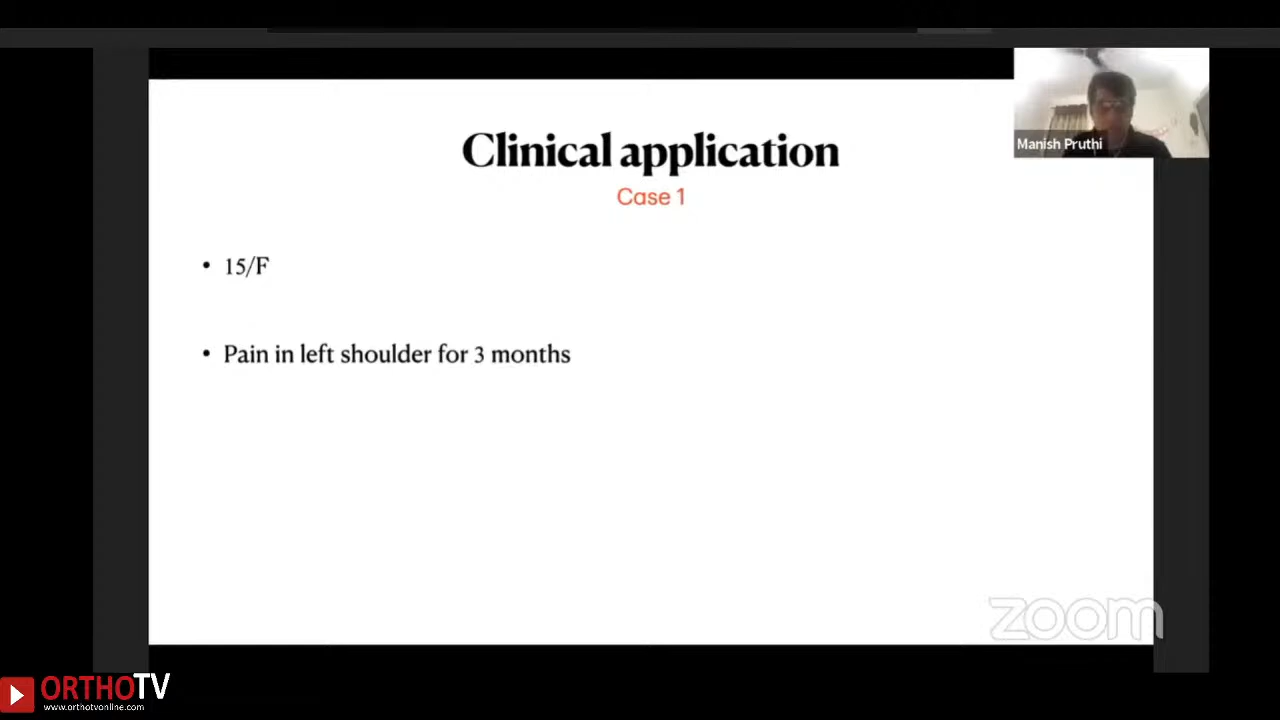 Clinical application
Case 1
• 15/F
• Pain in left shoulder for 3 months
Manish Pruthi
zoom
ORTHOTV
www.orthotvonline.com